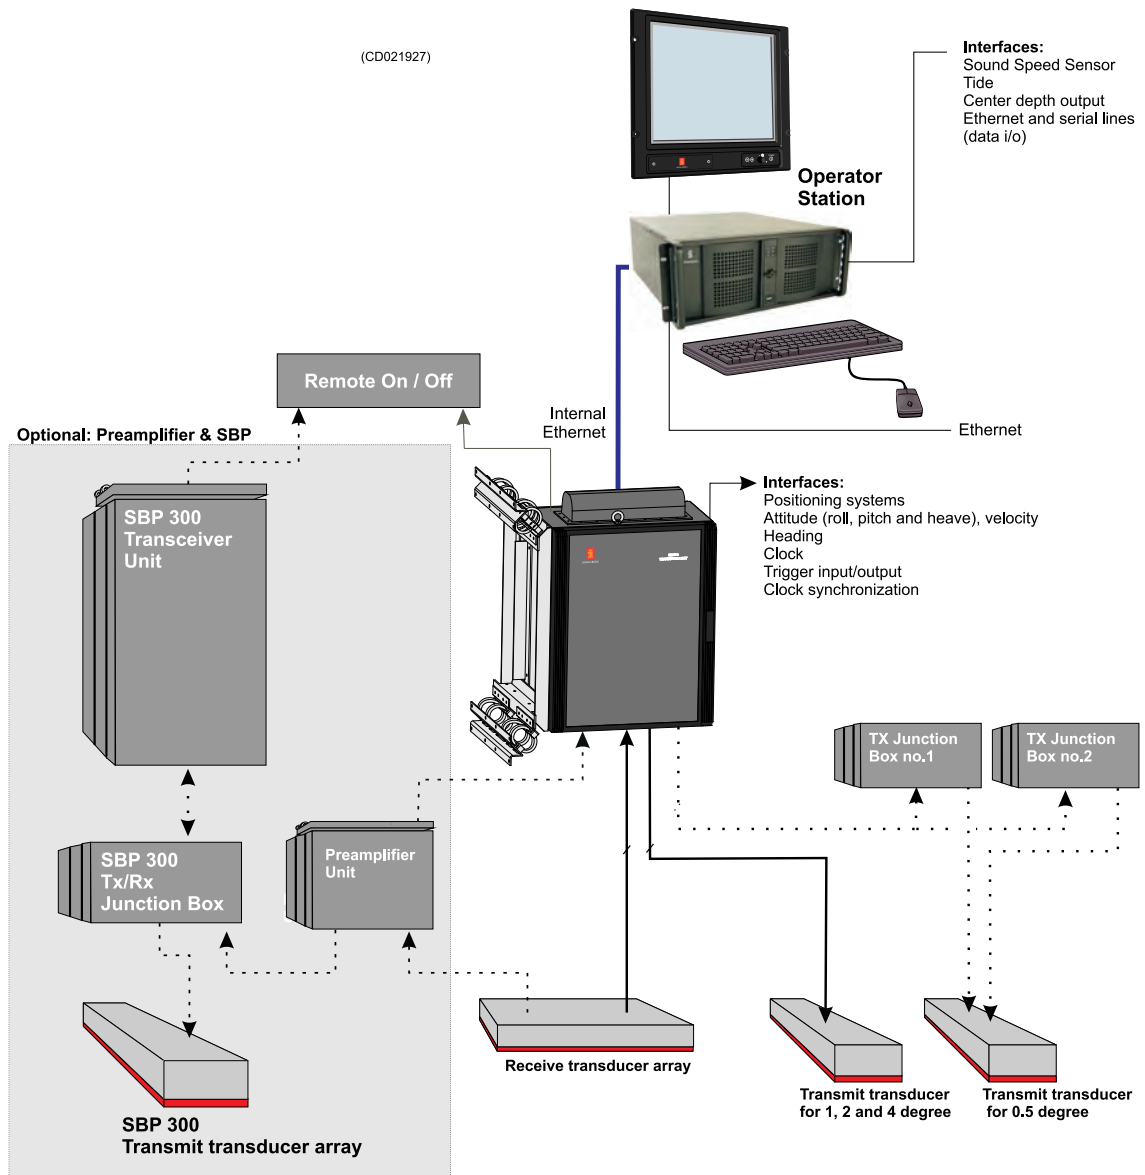 (CD021927)
Interfaces:
Sound Speed Sensor
Tide
Center depth output
Ethernet and serial lines
(data i/o)
Operator
Station
Remote On / Off
Internal
Ethernet
Ethernet
Optional: Preamplifier & SBP
SBP 300
Transceiver
Unit
Interfaces:
Positioning systems
Attitude (roll, pitch and heave), velocity
Heading
Clock
Trigger input/output
Clock synchronization
TX Junction
Box no.1
TX Junction
Box no.2
SBP 300
Tx/Rx
Junction Box
Preamplifier
Unit
Receive transducer array
Transmit transducer
for 1, 2 and 4 degree
Transmit transducer
for 0.5 degree
SBP 300
Transmit transducer array